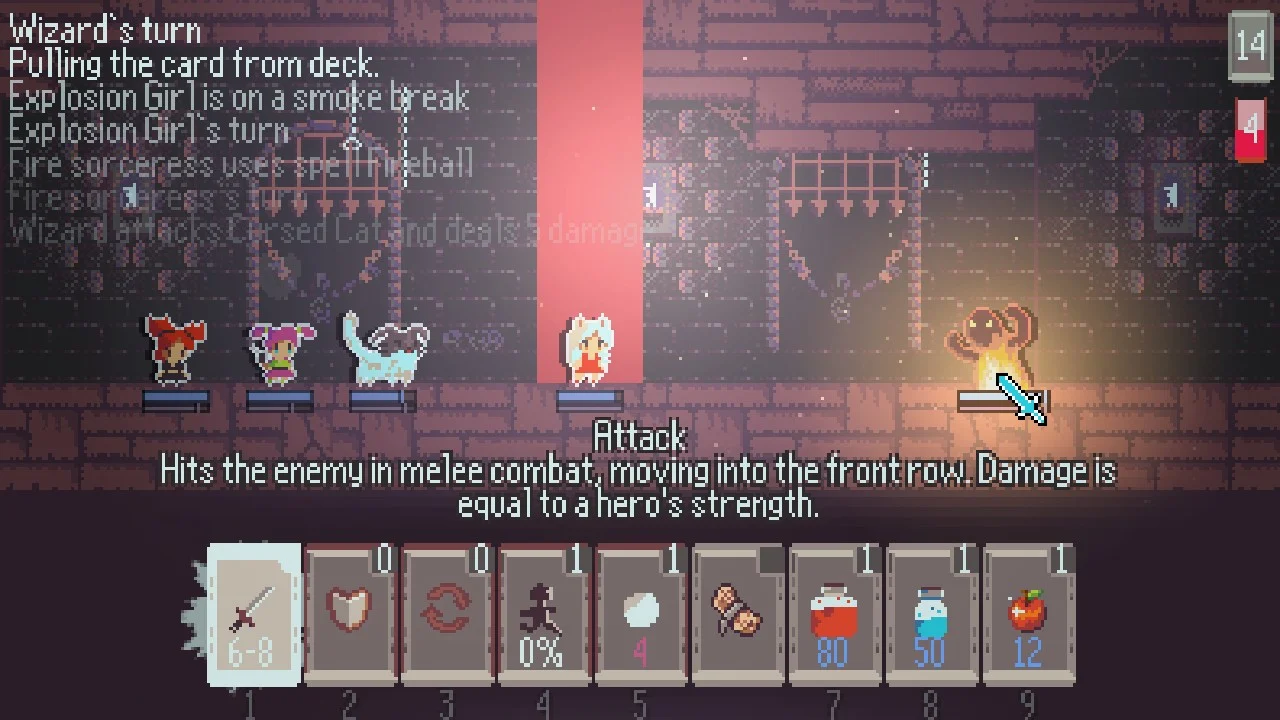 Wizard`s turn
14
Pulling the card from deck.
Explosion Girl is on a smoke break
4
Explosion Girl`s turn
Fire sorceress uses spell Fireball
Fire sorceress`s turn
Wizard attacks Cursed Cat and deals 5 damage
Attack
Hits the enemy in melee combat, moving into the front row. Damage is
equal to a hero's strength.
0 0 1 1 1 1 1
6-8 0% 4 80 50 12
1 2 3 4 5 7 8 9